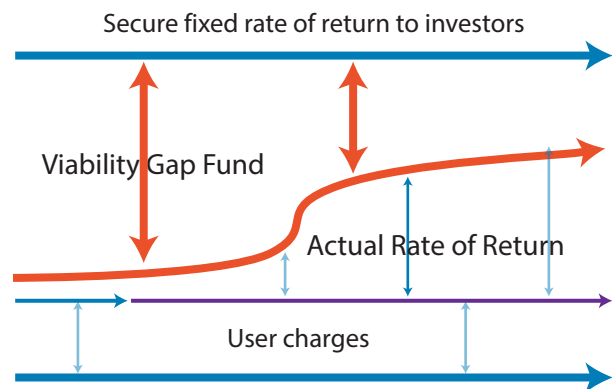 Secure fixed rate of return to investors
Viability Gap Fund
Actual Rate of Return
User charges